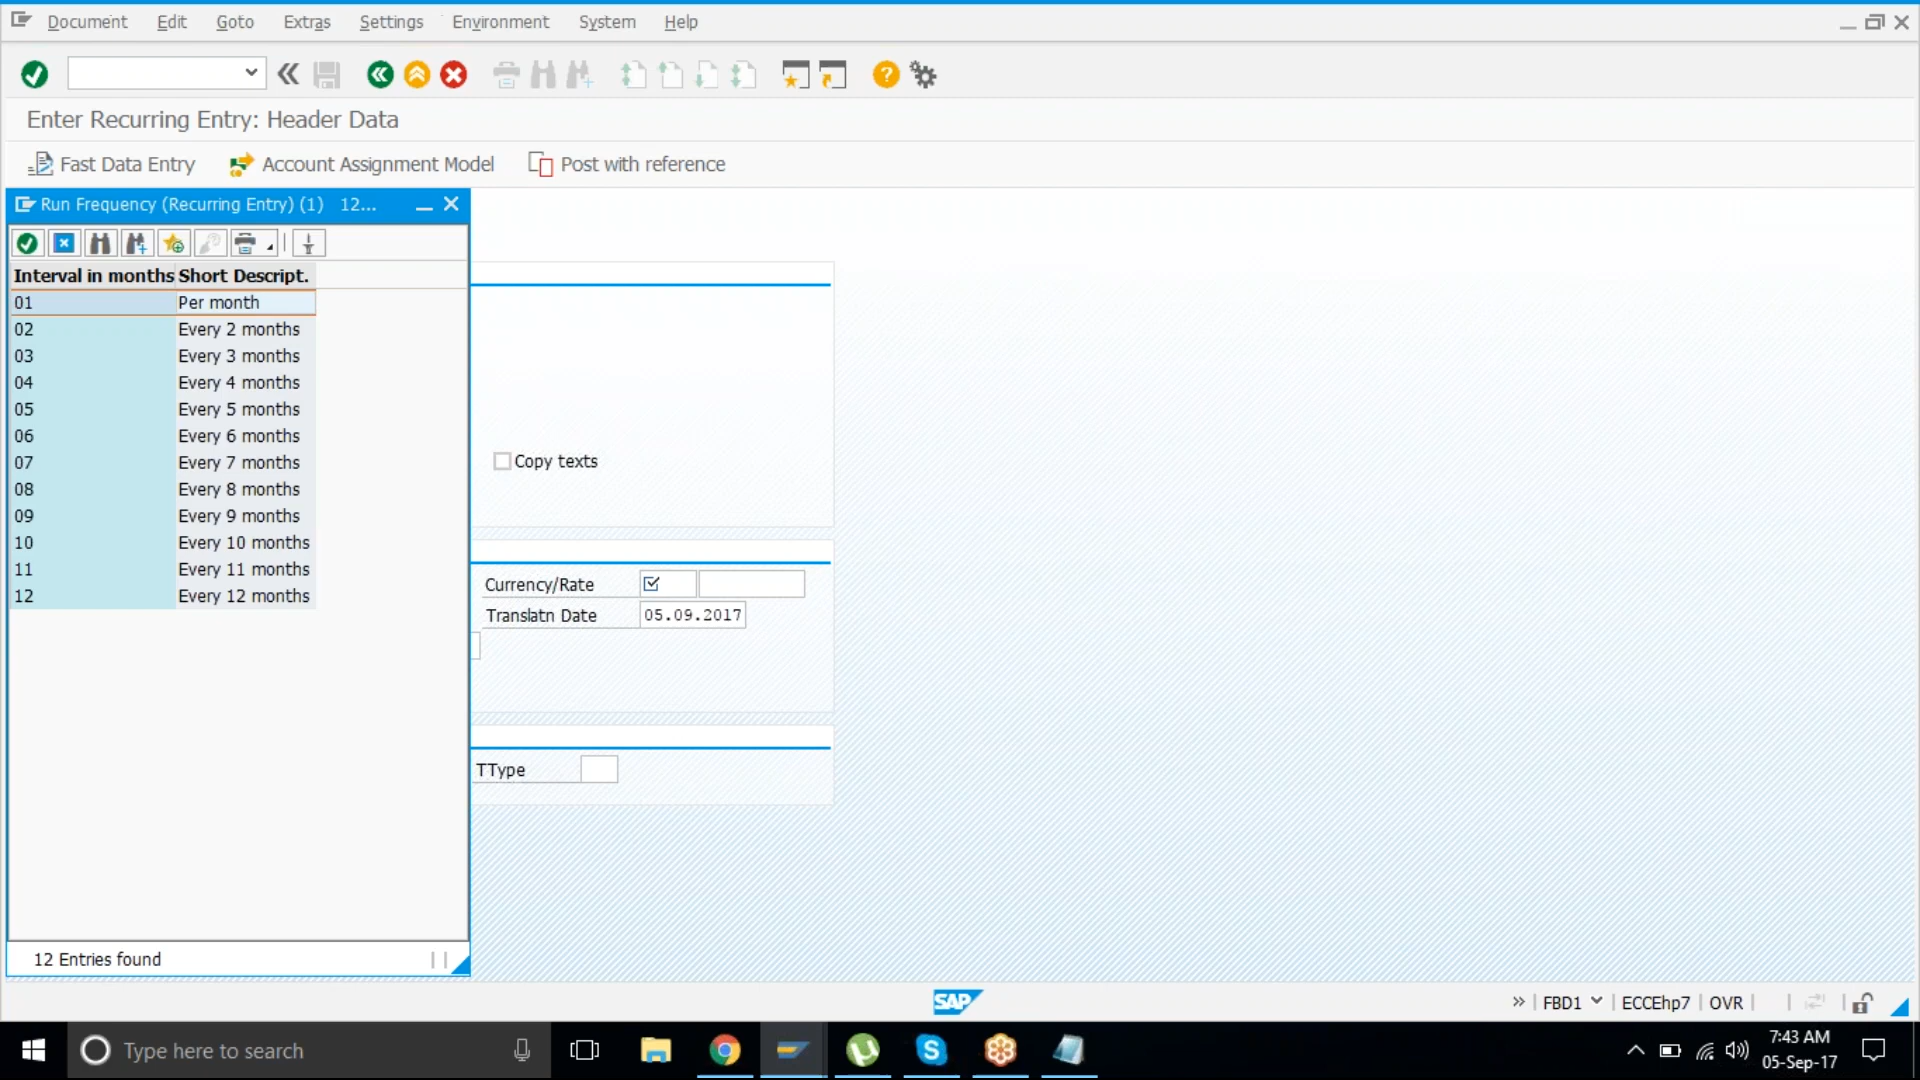 Document Edit Goto Extras Settings Environment System Help
Enter Recurring Entry: Header Data
Fast Data Entry Account Assignment Model Post with reference
Run Frequency (Recurring Entry) (1) 12...
Interval in months Short Descript.
01 Per month
02 Every 2 months
03 Every 3 months
04 Every 4 months
05 Every 5 months
06 Every 6 months
07 Every 7 months
08 Every 8 months
09 Every 9 months
10 Every 10 months
11 Every 11 months
12 Every 12 months
12 Entries found
Copy texts
Currency/Rate
Translatn Date 05.09.2017
TType
SAP
FBD1 ECCEhp7 OVR
Type here to search
7:43 AM
05-Sep-17